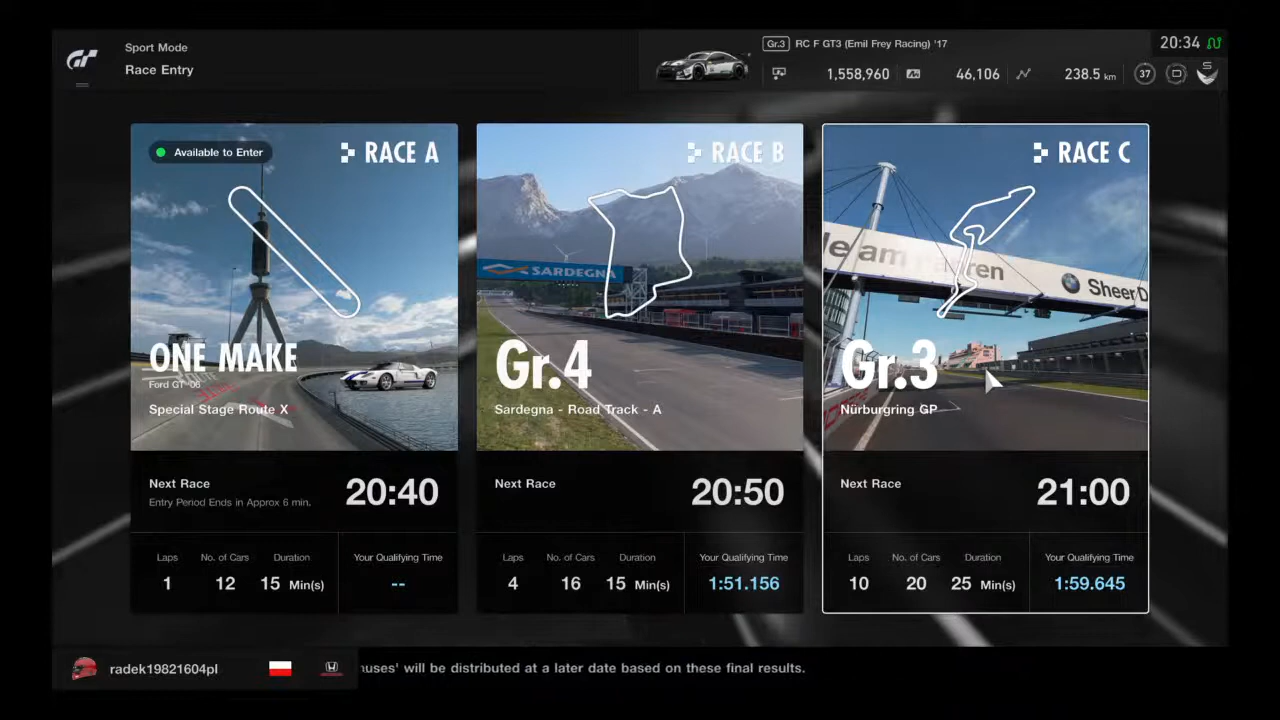 Sport Mode
Race Entry
Gr.3 RC F GT3 (Emil Frey Racing) '17
20:34
1,558,960 46,106 238.5 km 37 D S
Available to Enter
RACE A
ONE MAKE
Ford GT '06
Special Stage Route X
Next Race
Entry Period Ends in Approx 6 min.
20:40
Laps No. of Cars Duration Your Qualifying Time
1 12 15 Min(s) --
RACE B
SARDEGNA
Gr.4
Sardegna - Road Track - A
Next Race
20:50
Laps No. of Cars Duration Your Qualifying Time
4 16 15 Min(s) 1:51.156
RACE C
SheerD
Gr.3
Nürburgring GP
Next Race
21:00
Laps No. of Cars Duration Your Qualifying Time
10 20 25 Min(s) 1:59.645
radek19821604pl
nuses' will be distributed at a later date based on these final results.